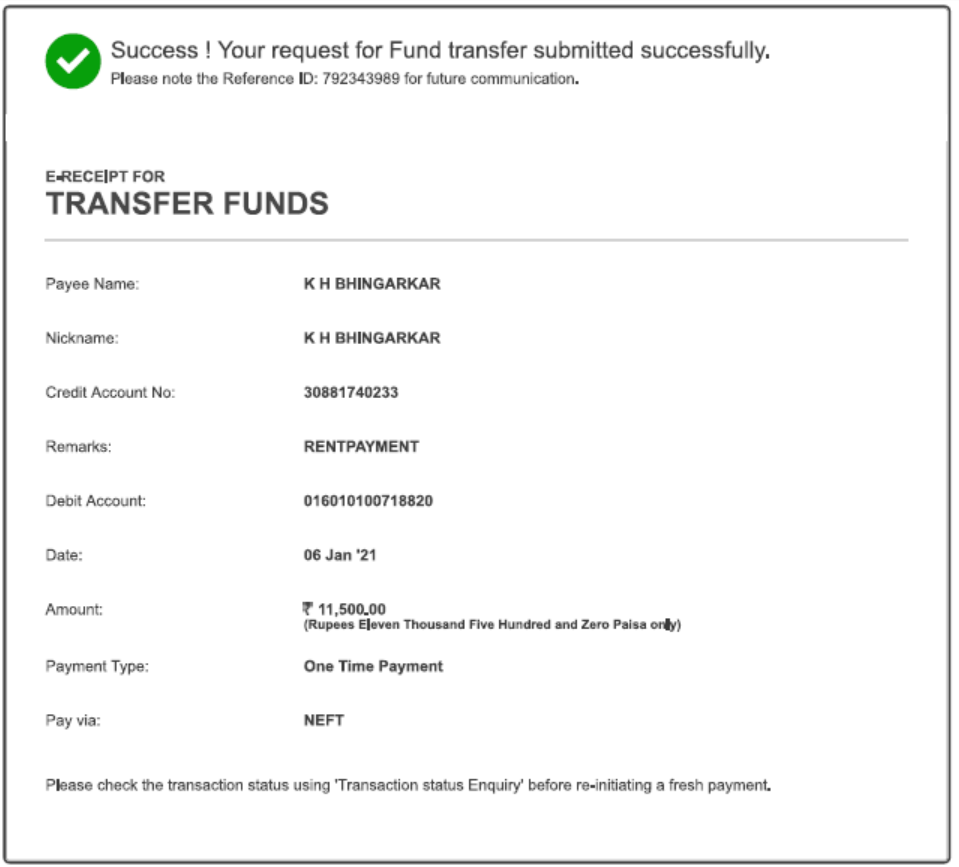 Success ! Your request for Fund transfer submitted successfully.
Please note the Reference ID: 792343989 for future communication.
E-RECEIPT FOR
TRANSFER FUNDS
Payee Name: K H BHINGARKAR
Nickname: K H BHINGARKAR
Credit Account No: 30881740233
Remarks: RENTPAYMENT
Debit Account: 016010100718820
Date: 06 Jan '21
Amount: ₹ 11,500.00
(Rupees Eleven Thousand Five Hundred and Zero Paisa only)
Payment Type: One Time Payment
Pay via: NEFT
Please check the transaction status using 'Transaction status Enquiry' before re-initiating a fresh payment.